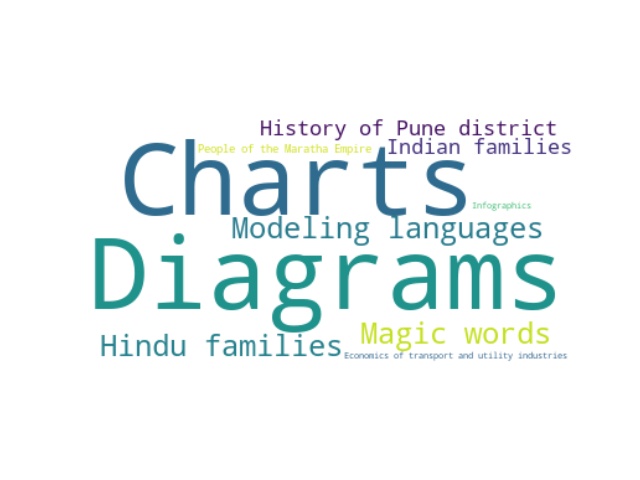 History of Pune district
People of the Maratha Empire
Indian families
Charts
Infographics
Modeling languages
Diagrams
Magic words
Hindu families
Economics of transport and utility industries